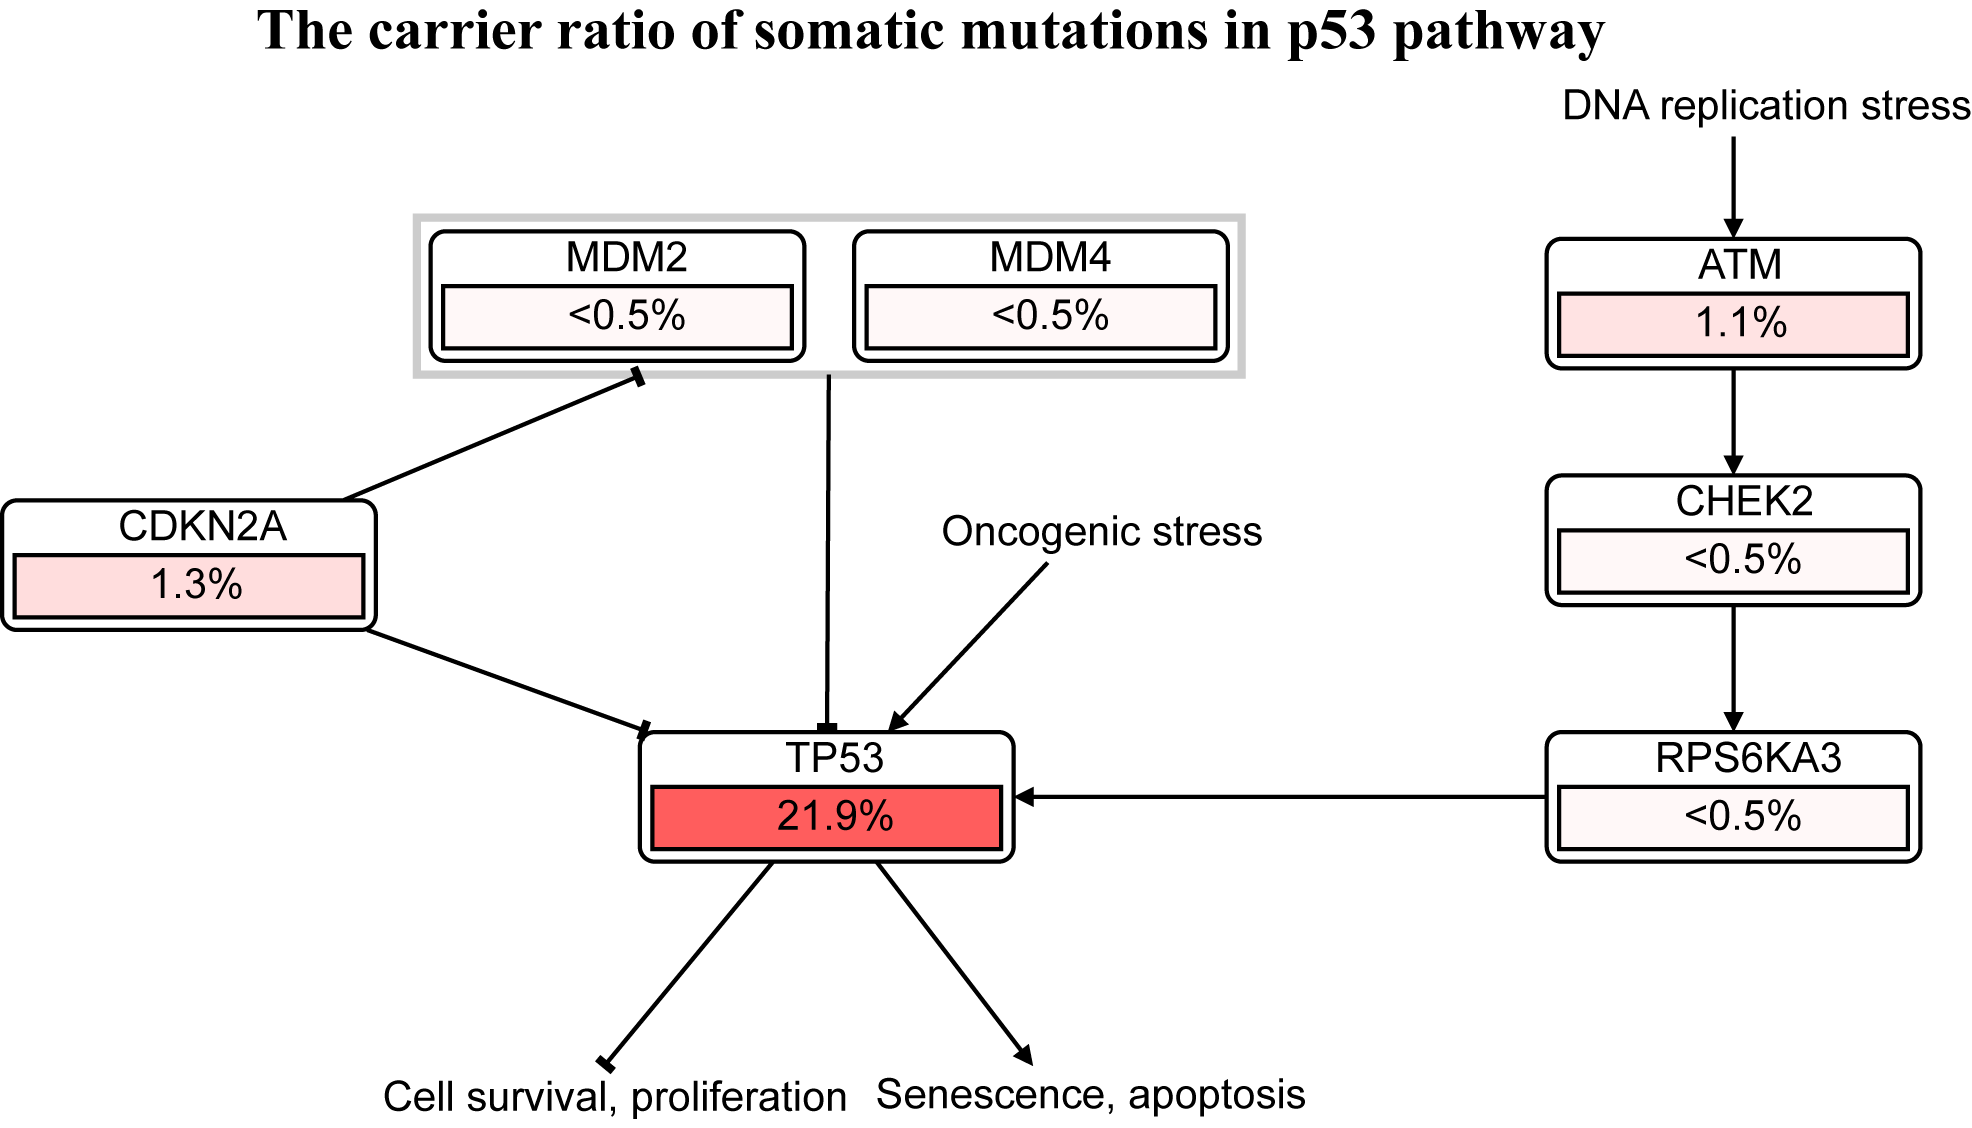 The carrier ratio of somatic mutations in p53 pathway
DNA replication stress
MDM2
<0.5%
MDM4
<0.5%
ATM
1.1%
CDKN2A
1.3%
Oncogenic stress
CHEK2
<0.5%
TP53
21.9%
RPS6KA3
<0.5%
Cell survival, proliferation
Senescence, apoptosis